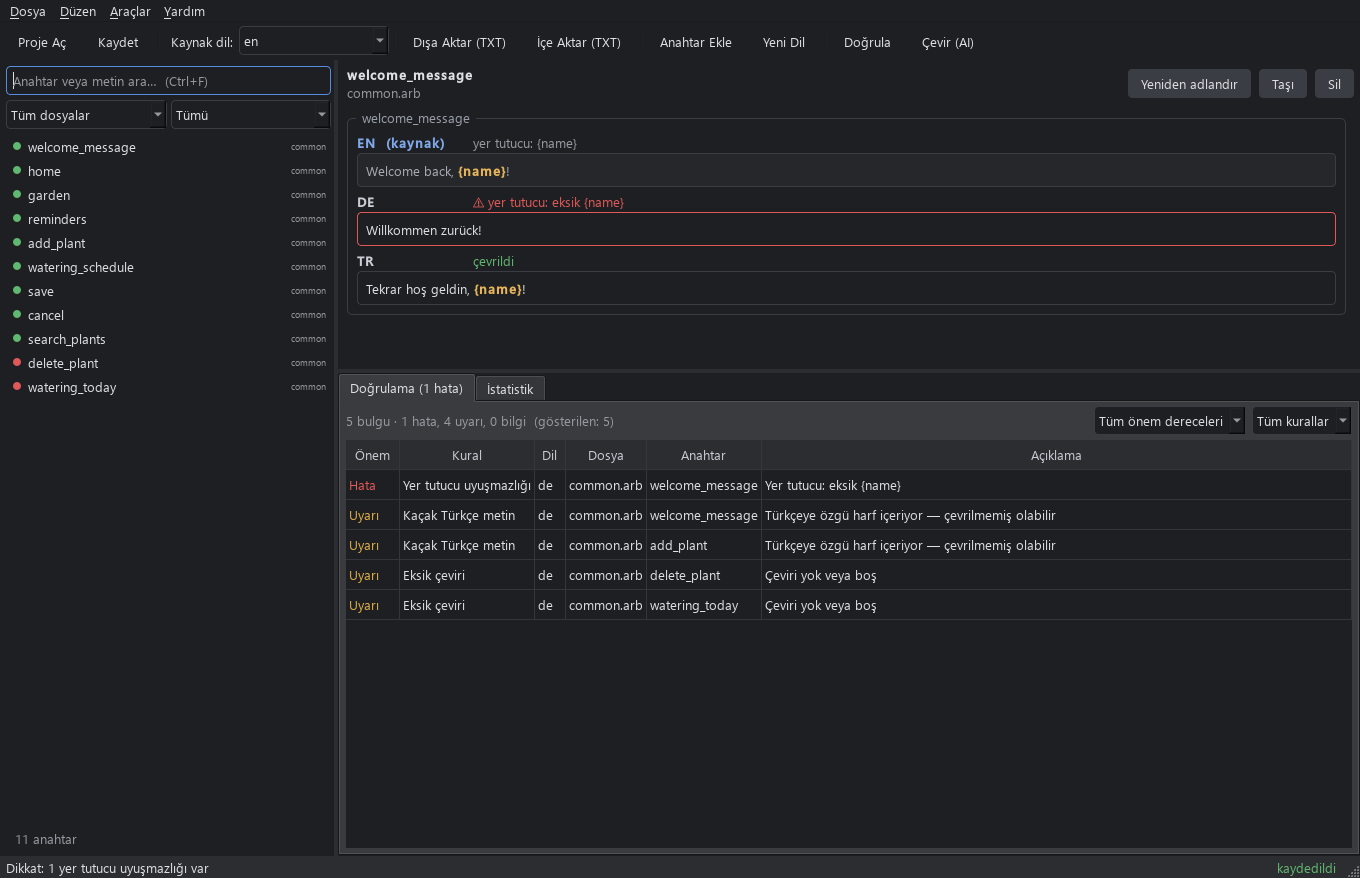 Dosya Düzen Araçlar Yardım
Proje Aç Kaydet Kaynak dil: en Dışa Aktar (TXT) İçe Aktar (TXT) Anahtar Ekle Yeni Dil Doğrula Çevir (AI)
Anahtar veya metin ara... (Ctrl+F)
Tüm dosyalar Tümü
welcome_message common
home common
garden common
reminders common
add_plant common
watering_schedule common
save common
cancel common
search_plants common
delete_plant common
watering_today common
11 anahtar
welcome_message
common.arb
Yeniden adlandır Taşı Sil
welcome_message
EN (kaynak) yer tutucu: {name}
Welcome back, {name}!
DE ⚠ yer tutucu: eksik {name}
Willkommen zurück!
TR çevrildi
Tekrar hoş geldin, {name}!
Doğrulama (1 hata) İstatistik
5 bulgu · 1 hata, 4 uyarı, 0 bilgi (gösterilen: 5) Tüm önem dereceleri Tüm kurallar
Önem Kural Dil Dosya Anahtar Açıklama
Hata Yer tutucu uyuşmazlığı de common.arb welcome_message Yer tutucu: eksik {name}
Uyarı Kaçak Türkçe metin de common.arb welcome_message Türkçeye özgü harf içeriyor — çevrilmemiş olabilir
Uyarı Kaçak Türkçe metin de common.arb add_plant Türkçeye özgü harf içeriyor — çevrilmemiş olabilir
Uyarı Eksik çeviri de common.arb delete_plant Çeviri yok veya boş
Uyarı Eksik çeviri de common.arb watering_today Çeviri yok veya boş
Dikkat: 1 yer tutucu uyuşmazlığı var kaydedildi